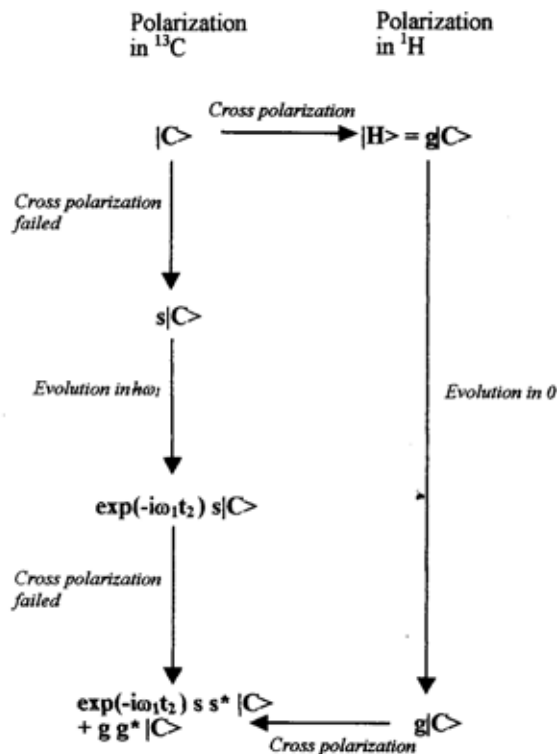 Polarization
in ¹³C
Polarization
in ¹H
Cross polarization
|C>
|H> = g|C>
Cross polarization
failed
s|C>
Evolution in ħω₁
Evolution in 0
exp(-iω₁t₂) s|C>
Cross polarization
failed
exp(-iω₁t₂) s s* |C>
+ g g* |C>
g|C>
Cross polarization